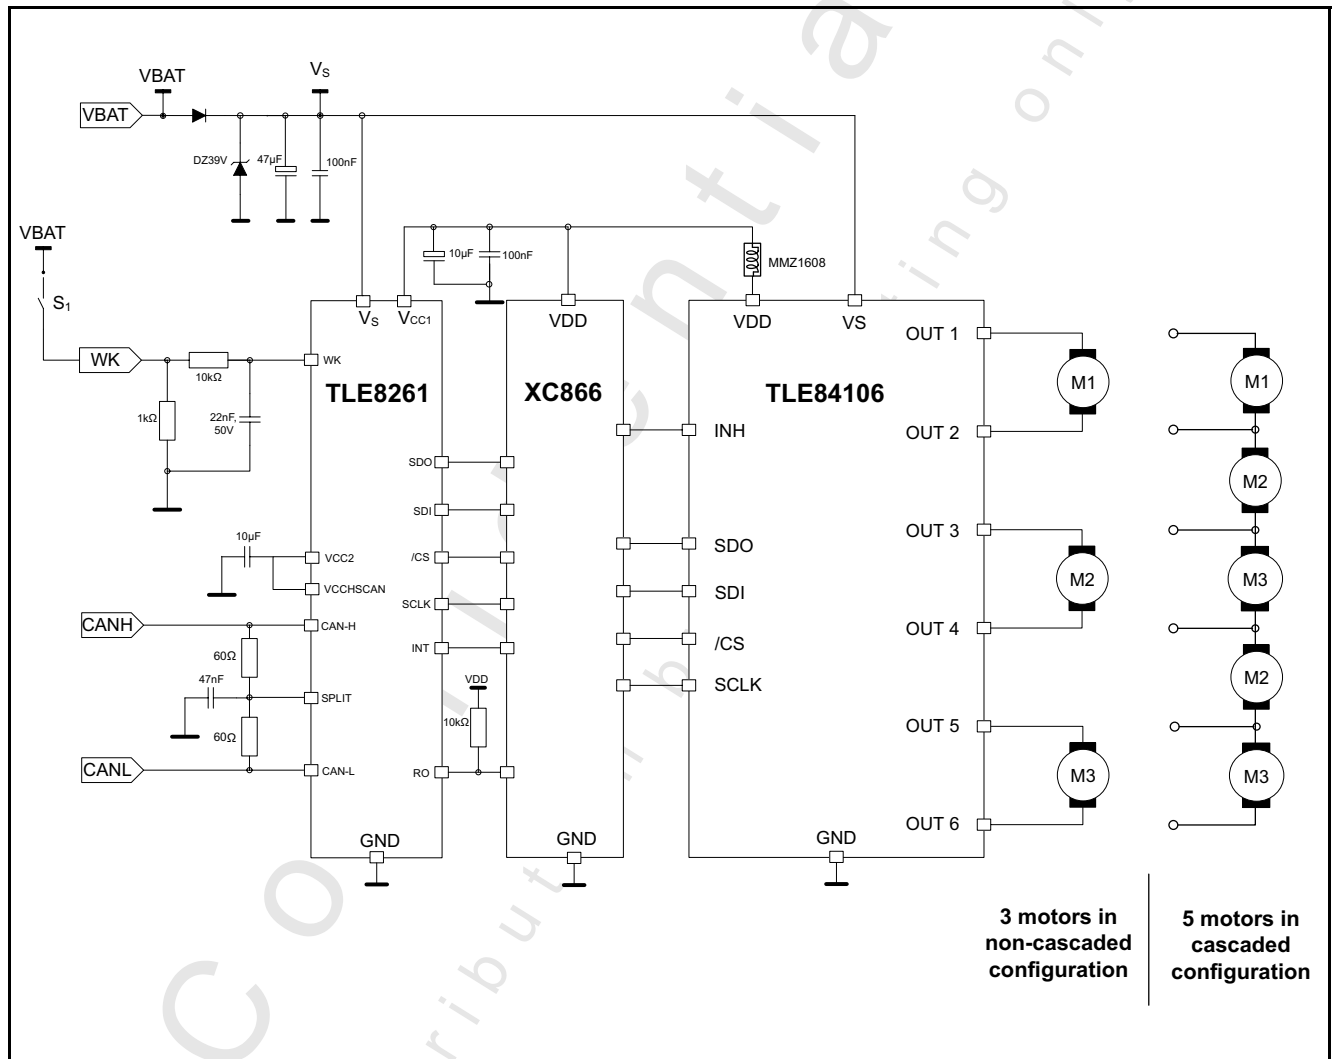 VBAT
VS
VBAT
DZ39V
47µF
100nF
VBAT
S1
10µF
100nF
MMZ1608
VS
VCC1
VDD
VDD
VS
OUT 1
WK
10kΩ
WK
TLE8261
XC866
TLE84106
M1
M1
1kΩ
22nF,
50V
INH
OUT 2
SDO
M2
SDI
OUT 3
10µF
SDO
VCC2
/CS
M2
M3
VCCHSCAN
SDI
SCLK
CANH
CAN-H
OUT 4
INT
/CS
60Ω
47nF
VDD
SCLK
M2
SPLIT
10kΩ
OUT 5
60Ω
CANL
CAN-L
RO
M3
M3
OUT 6
GND
GND
GND
3 motors in
non-cascaded
configuration
5 motors in
cascaded
configuration